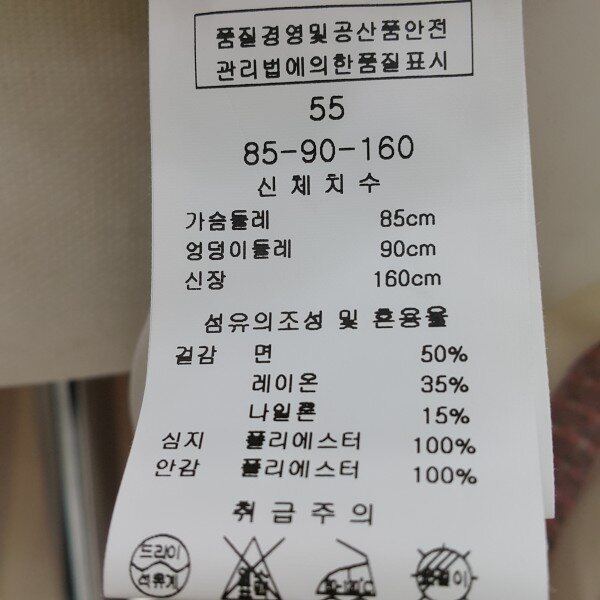 품질경영및공산품안전
관리법에의한품질표시
55
85-90-160
신체치수
가슴둘레 85cm
엉덩이둘레 90cm
신장 160cm
섬유의조성 및 혼용율
겉감 면 50%
레이온 35%
나일론 15%
심지 폴리에스터 100%
안감 폴리에스터 100%
취급주의
드라이
석유계